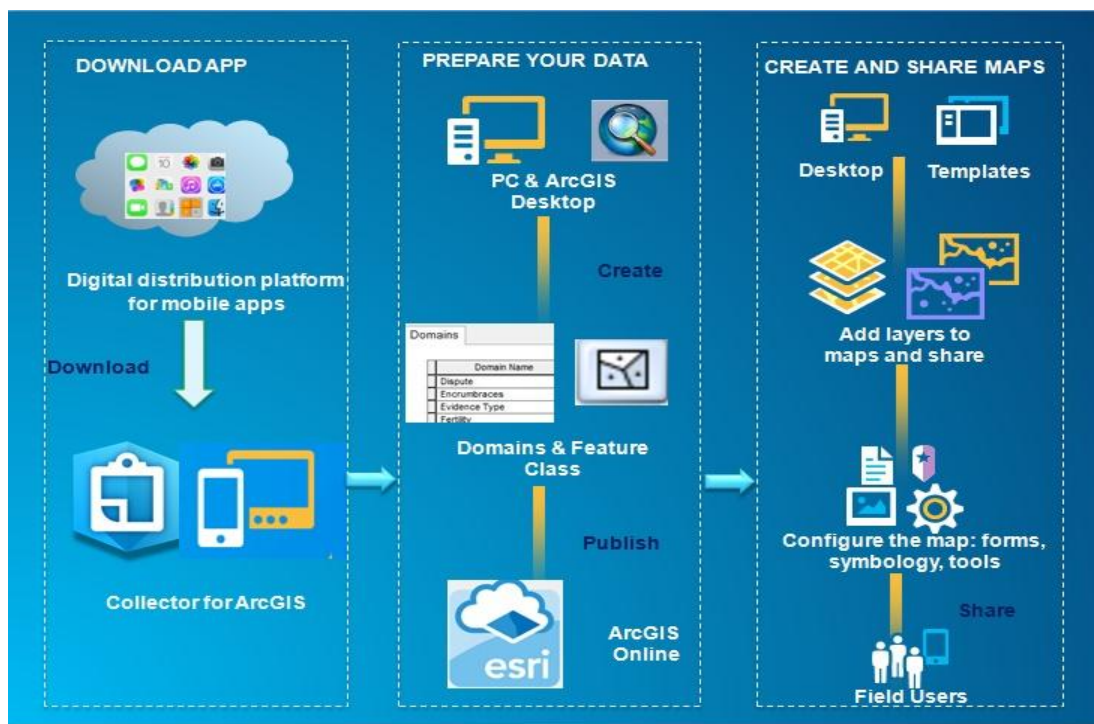 DOWNLOAD APP
10
Digital distribution platform
for mobile apps
Download
Collector for ArcGIS
PREPARE YOUR DATA
PC & ArcGIS
Desktop
Create
Domains
Domain Name
Dispute
Encrumbraces
Evidence Type
Fertility
Domains & Feature
Class
Publish
esri
ArcGIS
Online
CREATE AND SHARE MAPS
Desktop
Templates
Add layers to
maps and share
Configure the map: forms,
symbology, tools
Share
Field Users